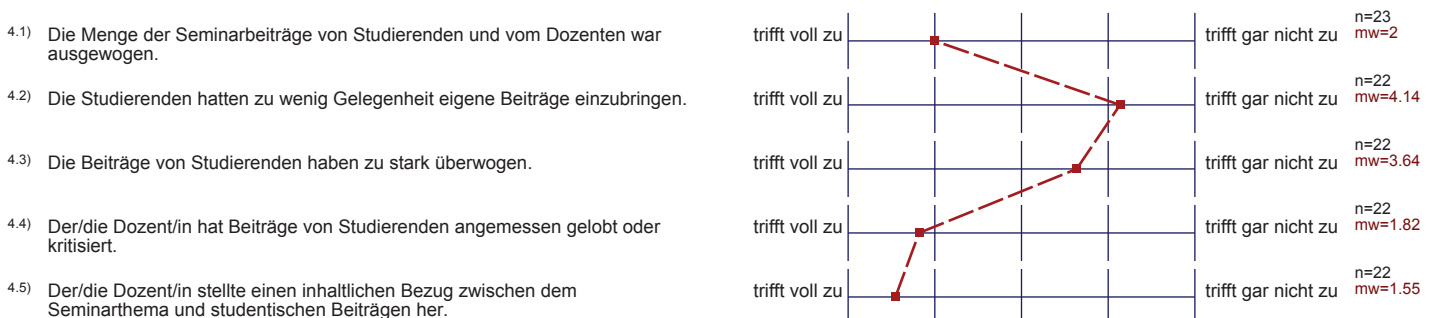 4.1) Die Menge der Seminarbeiträge von Studierenden und vom Dozenten war
ausgewogen.
trifft voll zu
trifft gar nicht zu
n=23
mw=2
4.2) Die Studierenden hatten zu wenig Gelegenheit eigene Beiträge einzubringen.
trifft voll zu
trifft gar nicht zu
n=22
mw=4.14
4.3) Die Beiträge von Studierenden haben zu stark überwogen.
trifft voll zu
trifft gar nicht zu
n=22
mw=3.64
4.4) Der/die Dozent/in hat Beiträge von Studierenden angemessen gelobt oder
kritisiert.
trifft voll zu
trifft gar nicht zu
n=22
mw=1.82
4.5) Der/die Dozent/in stellte einen inhaltlichen Bezug zwischen dem
Seminarthema und studentischen Beiträgen her.
trifft voll zu
trifft gar nicht zu
n=22
mw=1.55